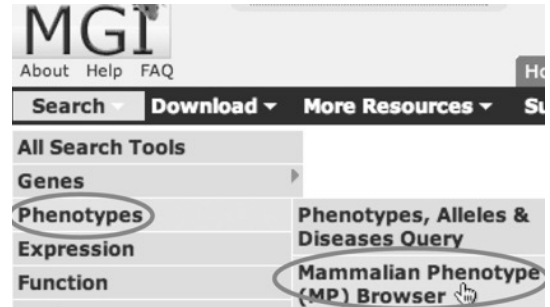 MGI
About Help FAQ
Search Download More Resources
All Search Tools
Genes
Phenotypes
Expression
Function
Phenotypes, Alleles &
Diseases Query
Mammalian Phenotype
(MP) Browser